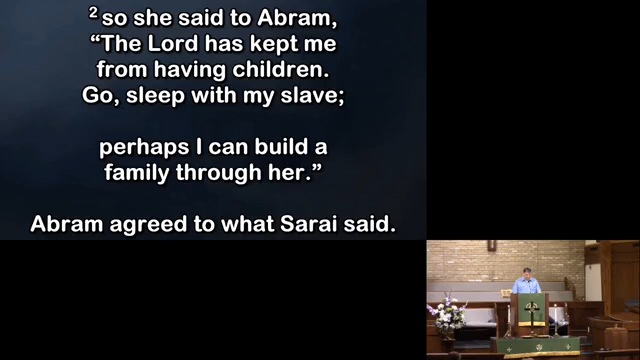 2 so she said to Abram,
“The Lord has kept me
from having children.
Go, sleep with my slave;
perhaps I can build a
family through her.”
Abram agreed to what Sarai said.